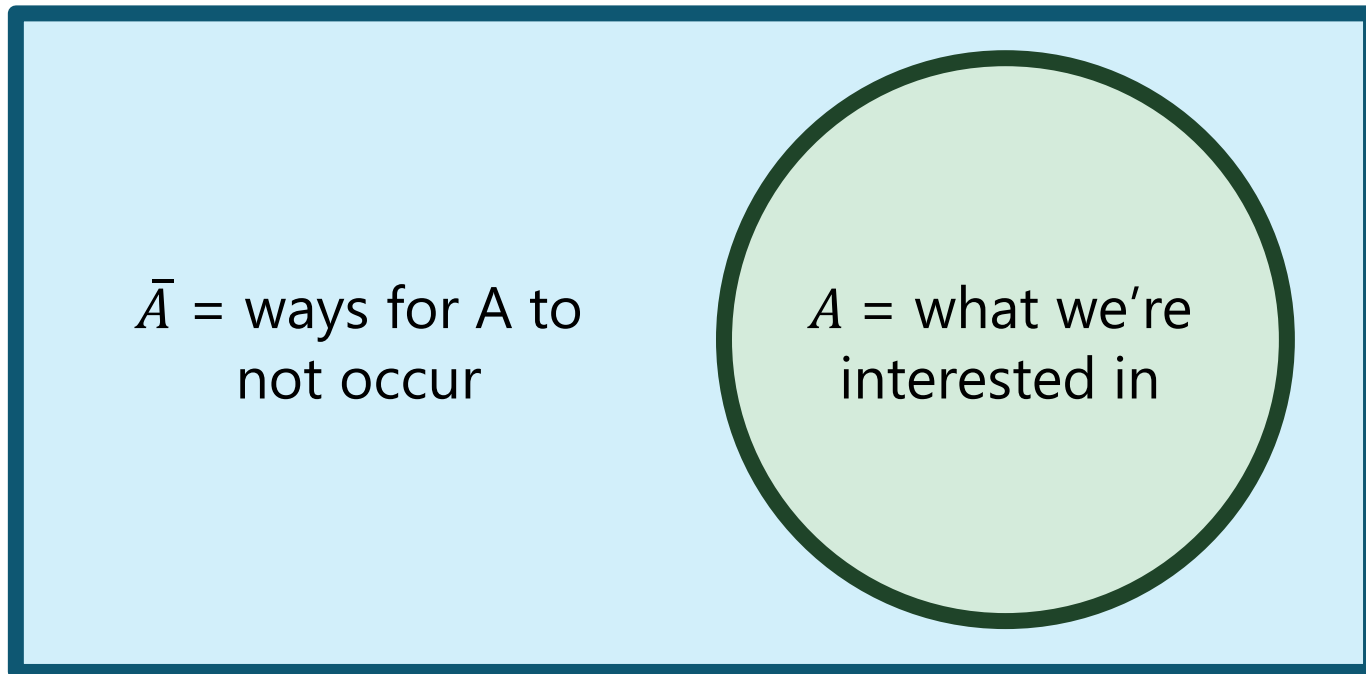 A̅ = ways for A to
not occur
A = what we’re
interested in